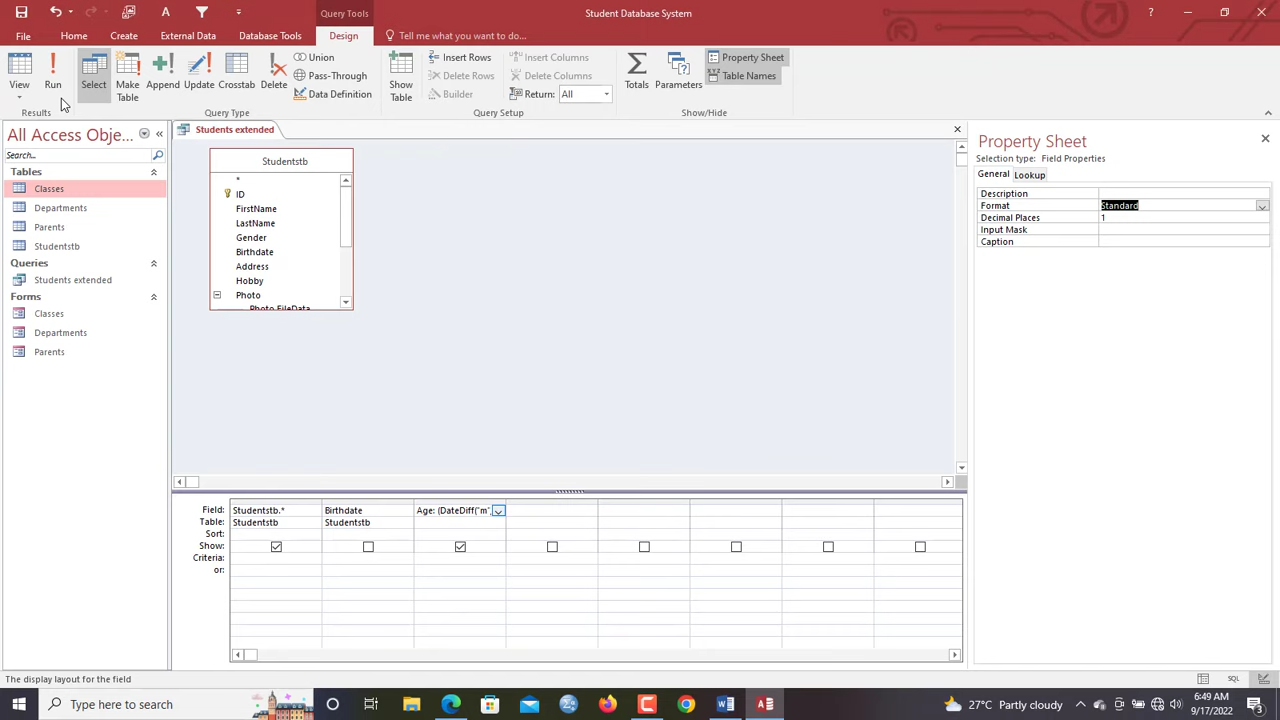 Query Tools
Student Database System
File
Home
Create
External Data
Database Tools
Design
Tell me what you want to do...
View
Run
Select
Make Table
Append
Update
Crosstab
Delete
Union
Pass-Through
Data Definition
Show Table
Insert Rows
Delete Rows
Builder
Insert Columns
Delete Columns
Return: All
Totals
Parameters
Property Sheet
Table Names
Results
Query Type
Query Setup
Show/Hide
All Access Obje...
Search...
Tables
Classes
Departments
Parents
Studentstb
Queries
Students extended
Forms
Classes
Departments
Parents
Students extended
Studentstb
*
ID
FirstName
LastName
Gender
Birthdate
Address
Hobby
Photo
Photo.FileData
Property Sheet
Selection type: Field Properties
General
Lookup
Description
Format Standard
Decimal Places 1
Input Mask
Caption
Field: Studentstb.* Birthdate Age: (DateDiff("m",
Table: Studentstb Studentstb
Sort:
Show:
Criteria:
or:
The display layout for the field
SQL
Type here to search
27°C Partly cloudy
6:49 AM
9/17/2022
3